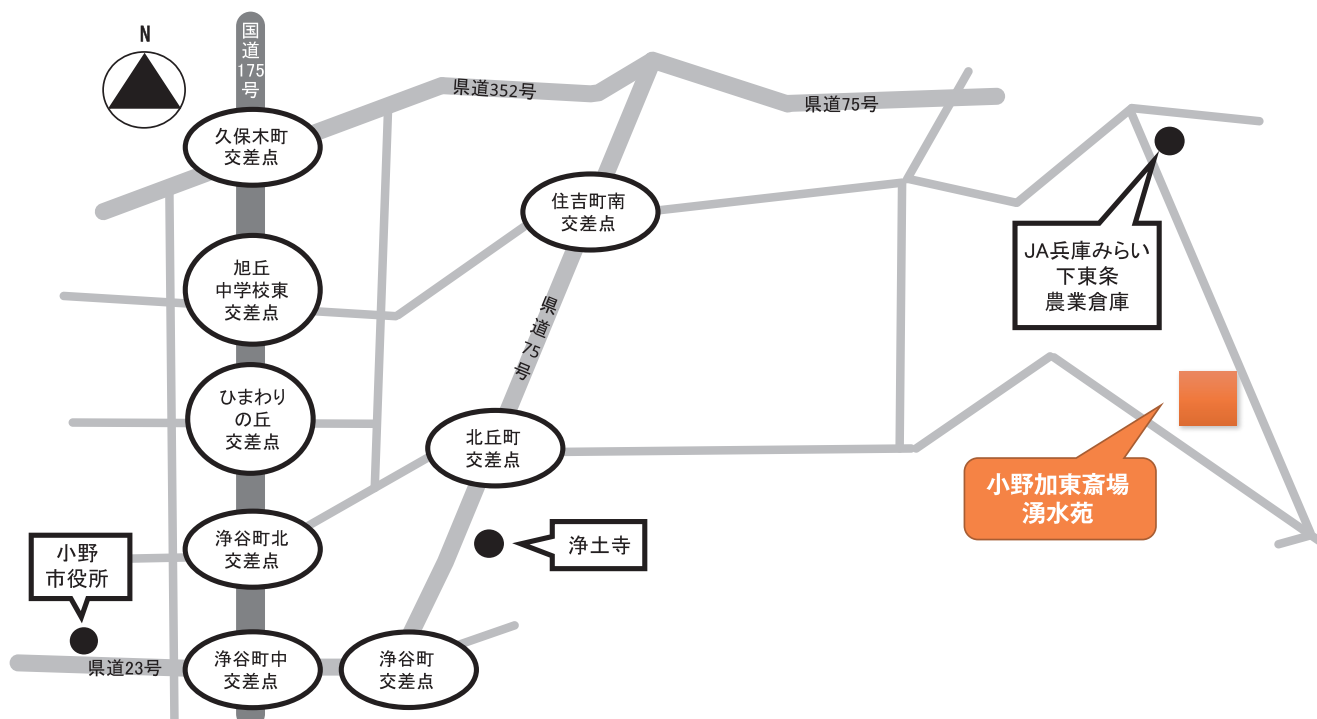 N
国道175号
県道352号
県道75号
久保木町
交差点
住吉町南
交差点
JA兵庫みらい
下東条
農業倉庫
旭丘
中学校東
交差点
県道75号
ひまわり
の丘
交差点
北丘町
交差点
小野加東斎場
湧水苑
浄谷町北
交差点
浄土寺
小野
市役所
県道23号
浄谷町中
交差点
浄谷町
交差点